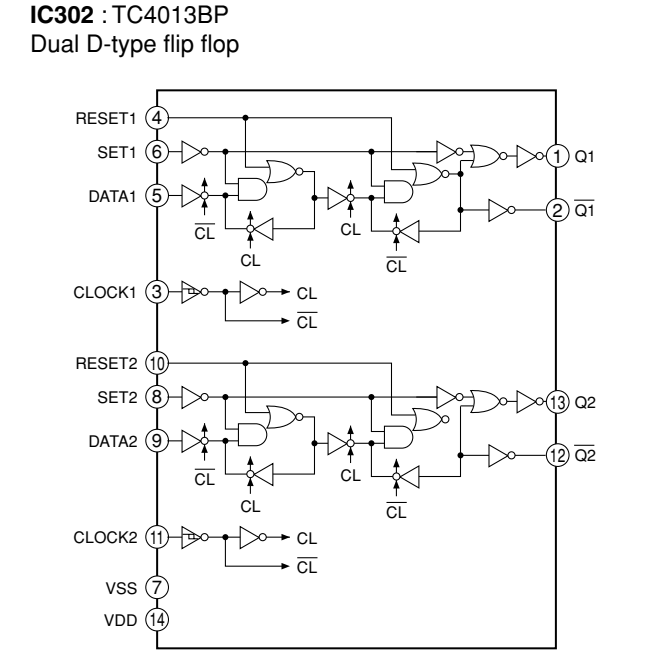 IC302 : TC4013BP
Dual D-type flip flop
RESET1 4
SET1 6
1 Q1
DATA1 5
2 Q1
CL
CL
CL
CL
CLOCK1 3
CL
CL
RESET2 10
SET2 8
13 Q2
DATA2 9
12 Q2
CL
CL
CL
CL
CLOCK2 11
CL
CL
VSS 7
VDD 14